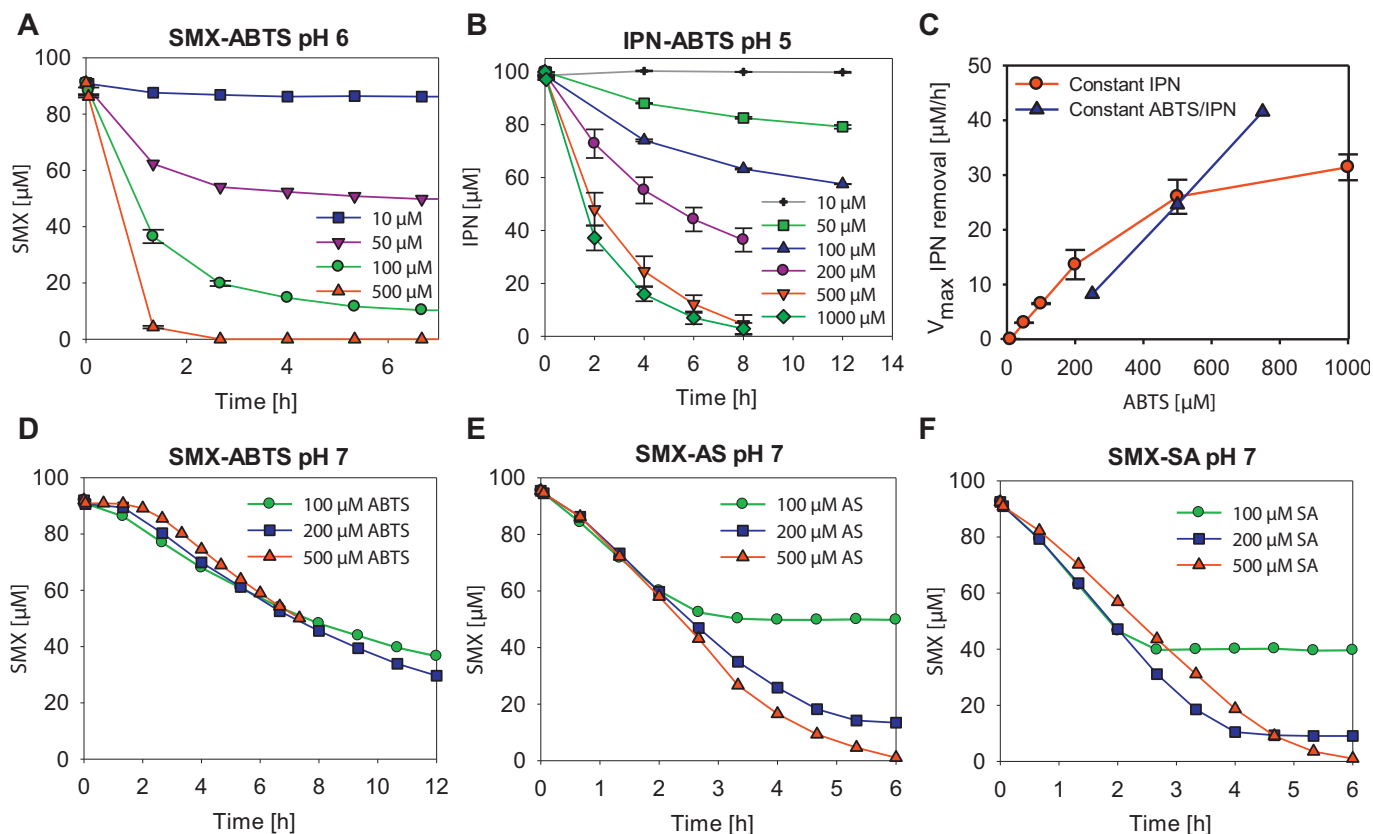 A
SMX-ABTS pH 6
SMX [µM]
100
80
60
40
20
0
10 µM
50 µM
100 µM
500 µM
0 2 4 6
Time [h]
B
IPN-ABTS pH 5
IPN [µM]
100
80
60
40
20
0
10 µM
50 µM
100 µM
200 µM
500 µM
1000 µM
0 2 4 6 8 10 12 14
Time [h]
C
Vmax IPN removal [µM/h]
50
40
30
20
10
0
Constant IPN
Constant ABTS/IPN
0 200 400 600 800 1000
ABTS [µM]
D
SMX-ABTS pH 7
SMX [µM]
100
80
60
40
20
0
100 µM ABTS
200 µM ABTS
500 µM ABTS
0 2 4 6 8 10 12
Time [h]
E
SMX-AS pH 7
SMX [µM]
100
80
60
40
20
0
100 µM AS
200 µM AS
500 µM AS
0 1 2 3 4 5 6
Time [h]
F
SMX-SA pH 7
SMX [µM]
100
80
60
40
20
0
100 µM SA
200 µM SA
500 µM SA
0 1 2 3 4 5 6
Time [h]